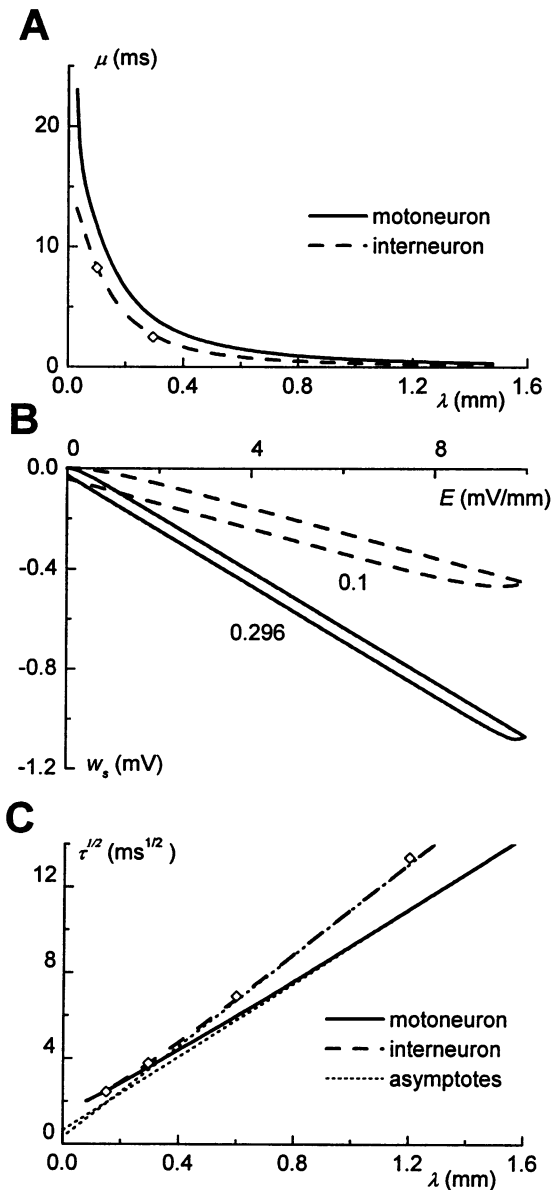 A
μ (ms)
20
10
0
motoneuron
interneuron
0.0 0.4 0.8 1.2 1.6
λ (mm)
B
0 4 8
E (mV/mm)
0.0
-0.4
-0.8
-1.2
0.1
0.296
wₛ (mV)
C
τ^1/2 (ms^1/2 )
12
8
4
0
motoneuron
interneuron
asymptotes
0.0 0.4 0.8 1.2 1.6
λ (mm)